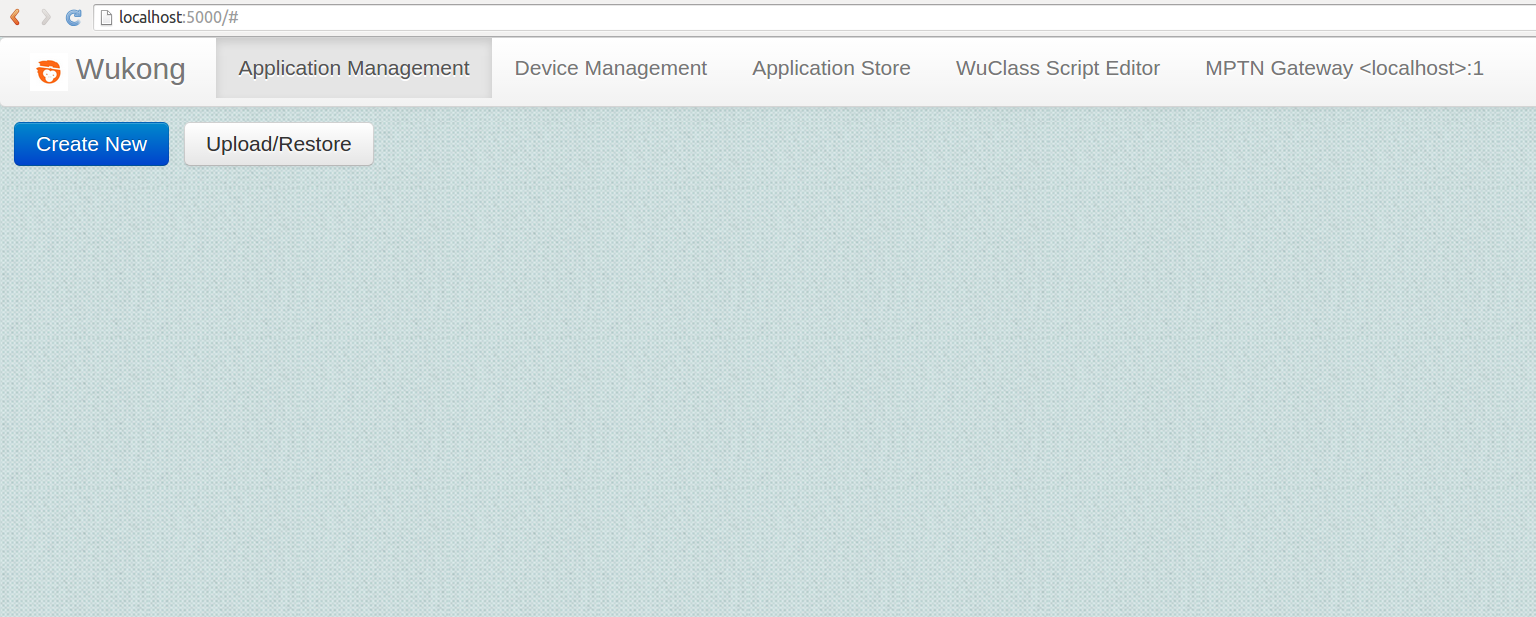 localhost:5000/#
Wukong Application Management Device Management Application Store WuClass Script Editor MPTN Gateway <localhost>:1
Create New Upload/Restore